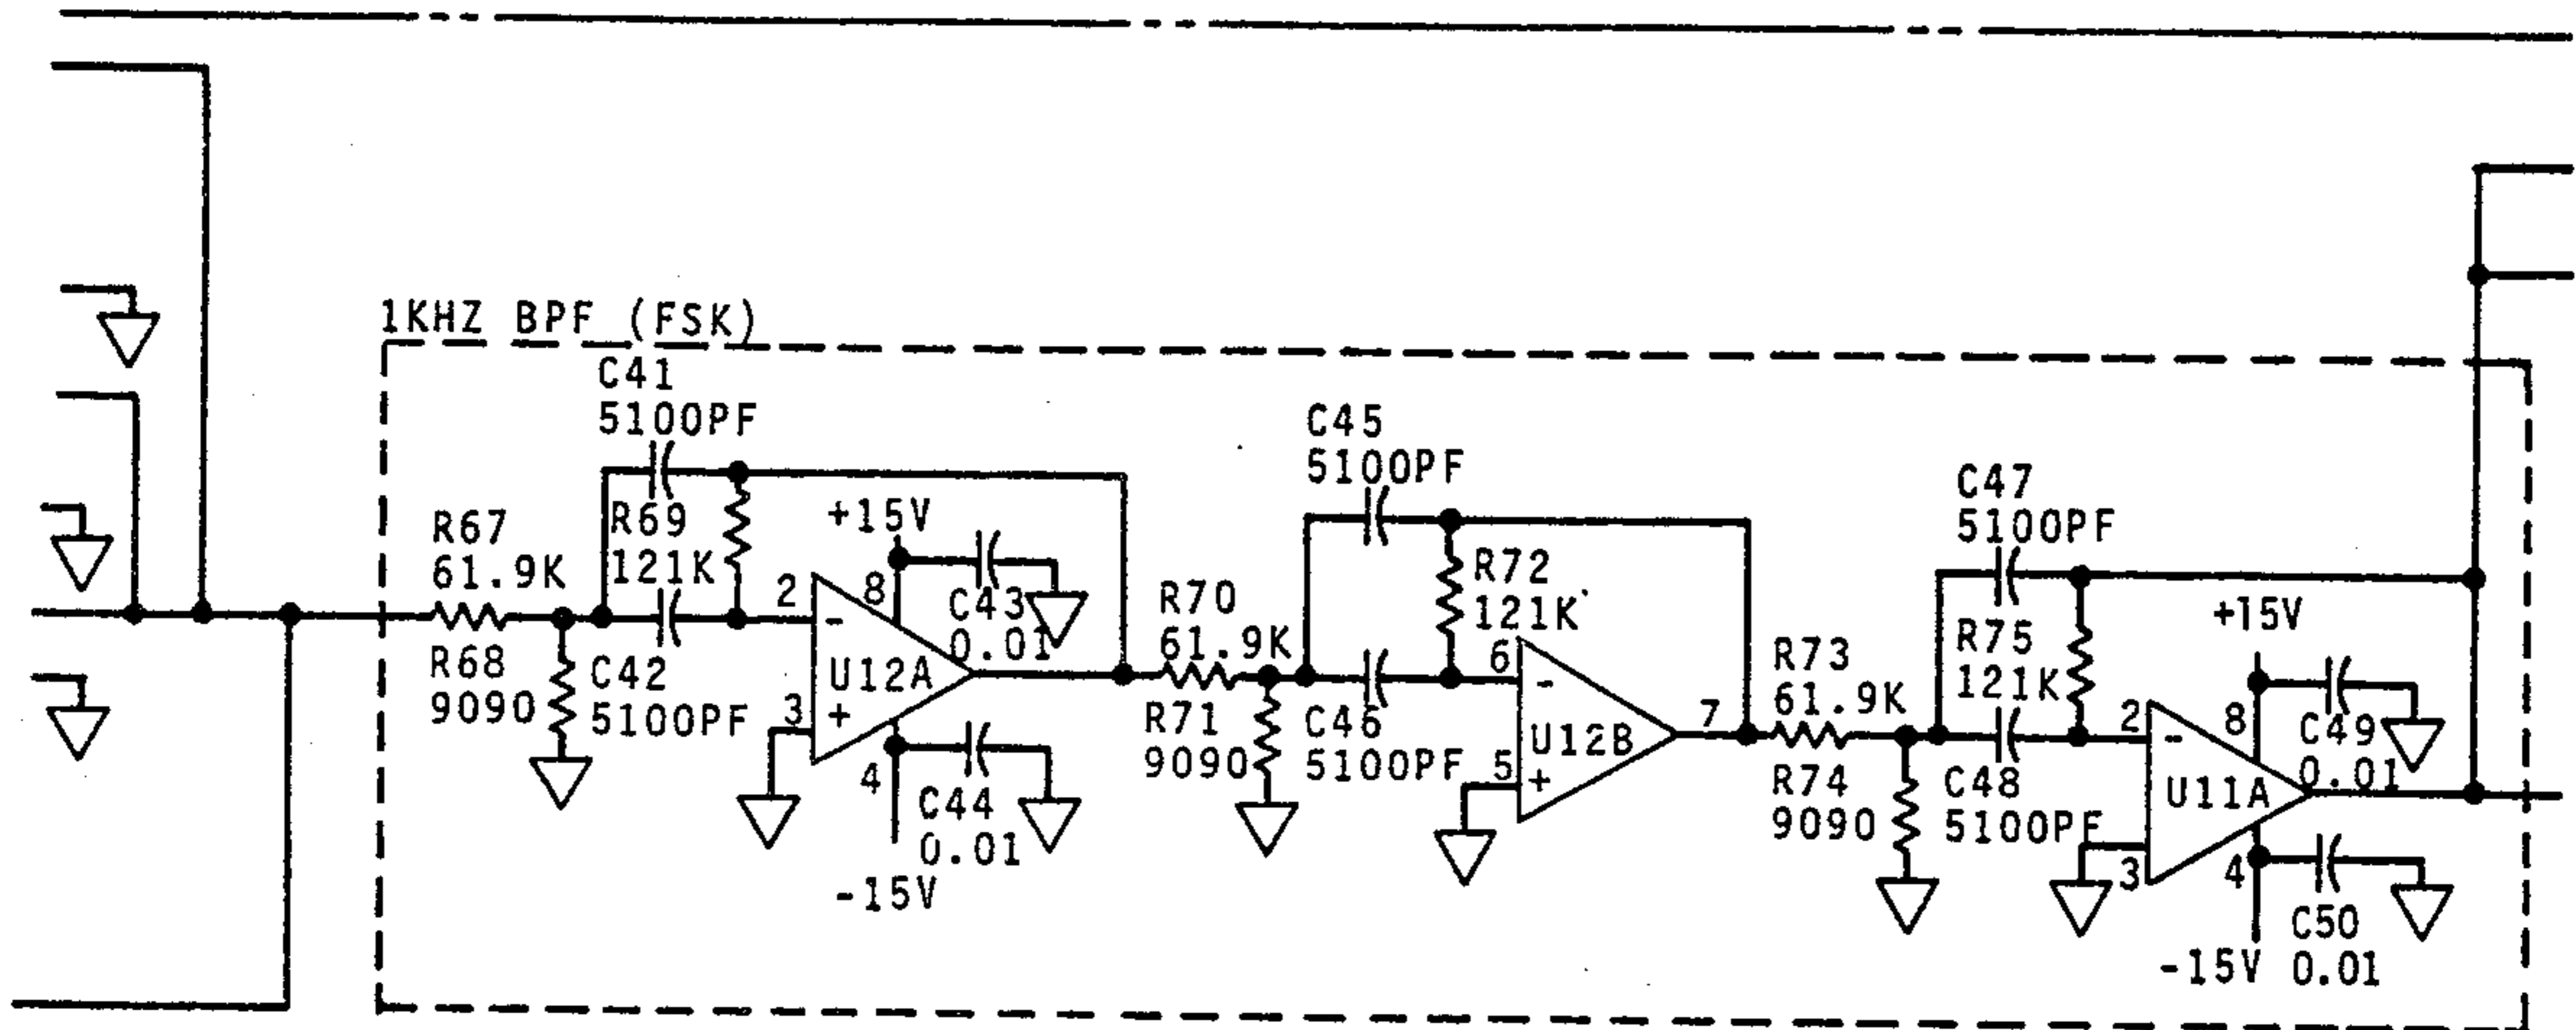 1KHZ BPF (FSK)
C41
5100PF
R67
61.9K
R69
121K
+15V
2
8
-
C43
0.01
R68
9090
C42
5100PF
U12A
3
+
4
C44
0.01
-15V
C45
5100PF
R70
61.9K
R72
121K
6
-
R71
9090
C46
5100PF
U12B
7
5
+
C47
5100PF
R73
61.9K
R75
121K
+15V
2
8
-
C49
0.01
R74
9090
C48
5100PF
U11A
3
4
C50
0.01
-15V